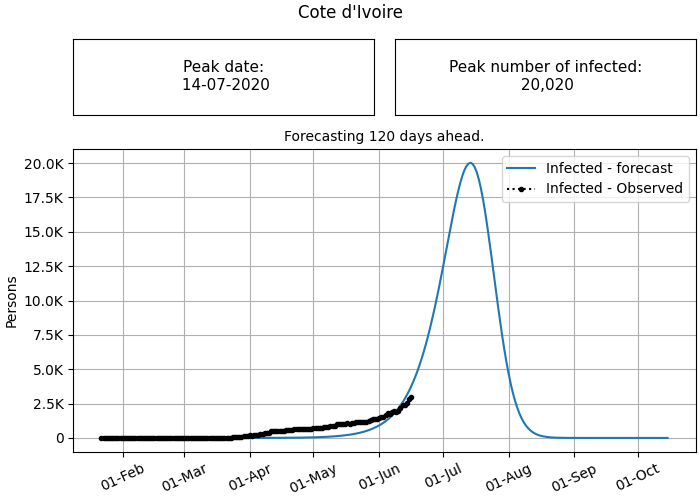 Cote d'Ivoire
Peak date:
14-07-2020
Peak number of infected:
20,020
Forecasting 120 days ahead.
Infected - forecast
Infected - Observed
Persons
20.0K
17.5K
15.0K
12.5K
10.0K
7.5K
5.0K
2.5K
0
01-Feb
01-Mar
01-Apr
01-May
01-Jun
01-Jul
01-Aug
01-Sep
01-Oct